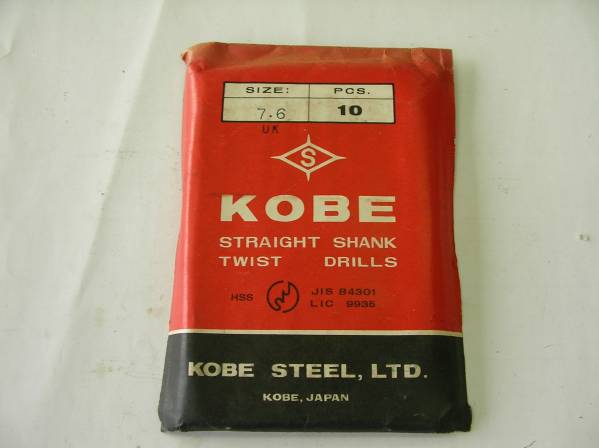 SIZE: PCS.
7.6 10
UK
S
KOBE
STRAIGHT SHANK
TWIST DRILLS
HSS JIS B4301
LIC 9935
KOBE STEEL, LTD.
KOBE, JAPAN